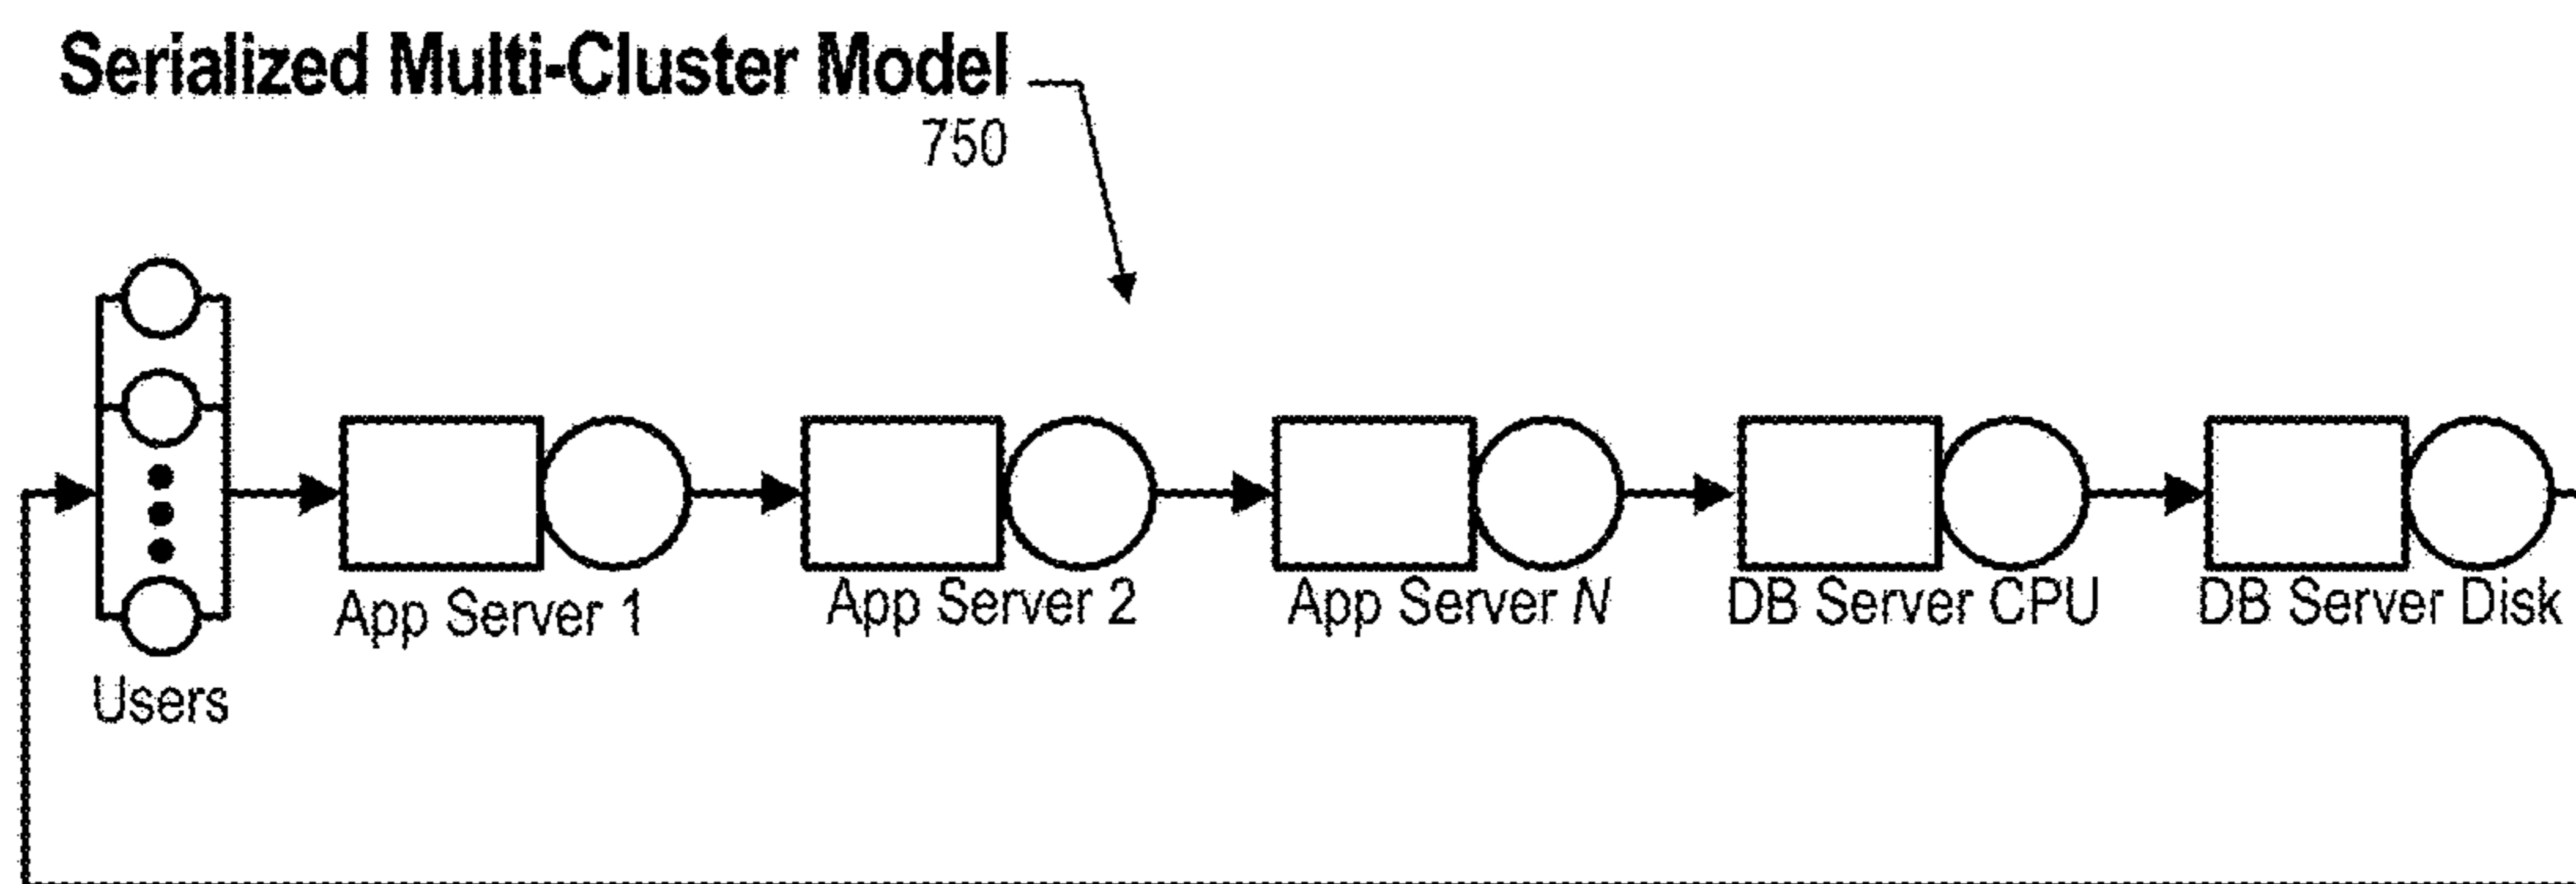 Serialized Multi-Cluster Model
750
App Server 1
App Server 2
App Server N
DB Server CPU
DB Server Disk
Users